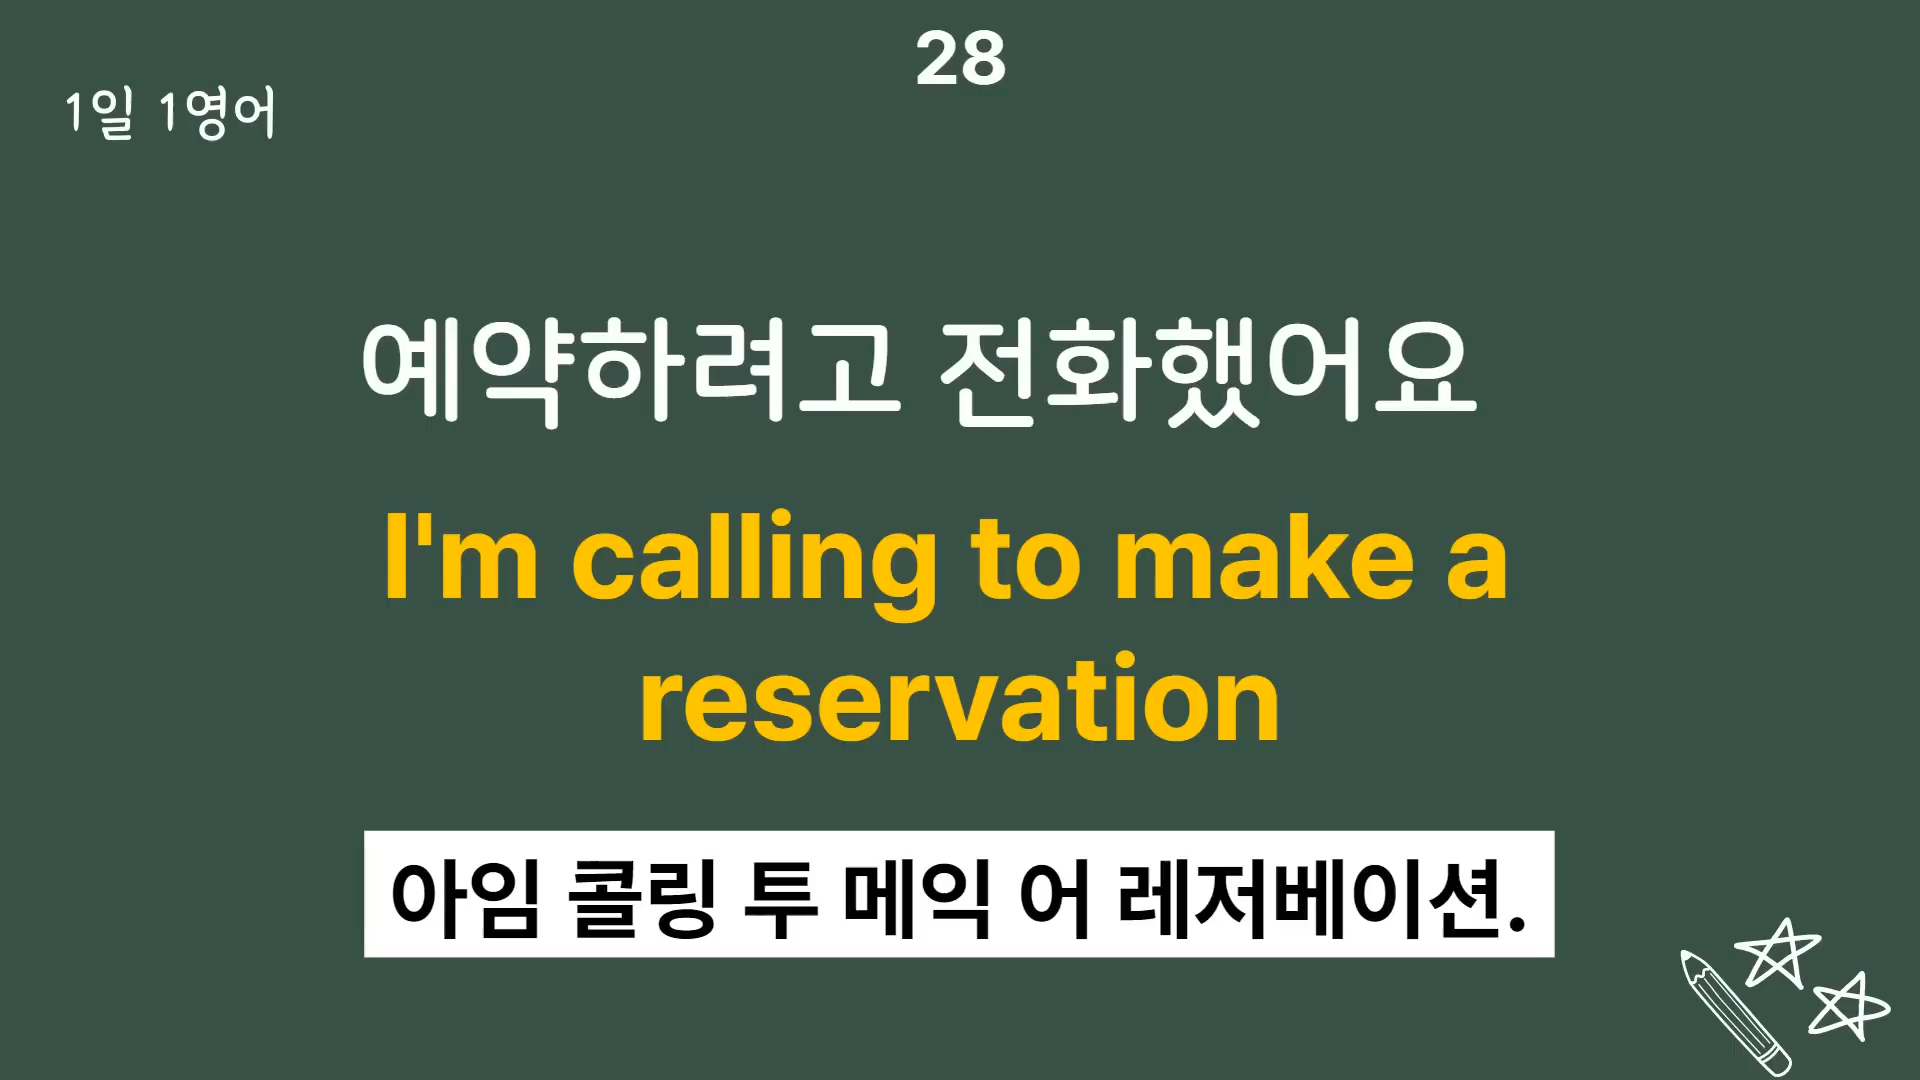 28
1일 1영어
예약하려고 전화했어요
I'm calling to make a
reservation
아임 콜링 투 메익 어 레저베이션.